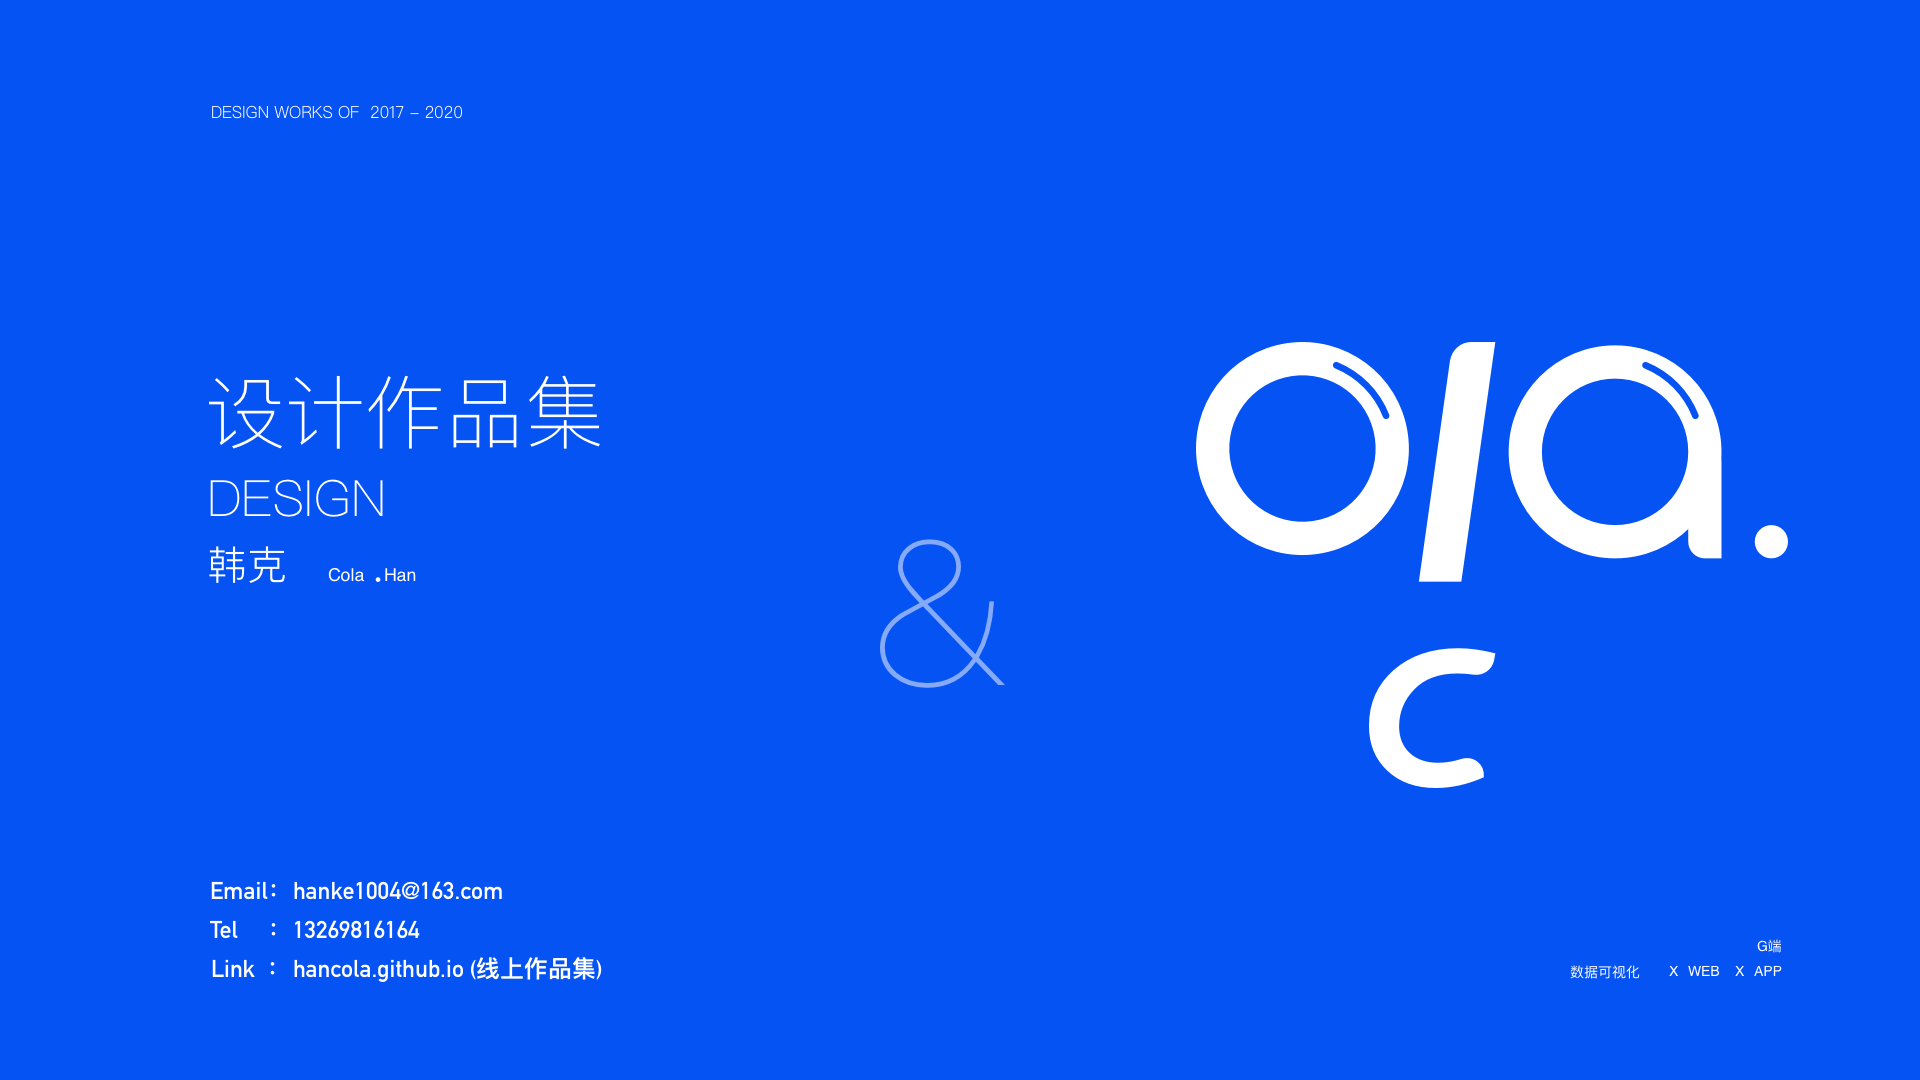 DESIGN WORKS OF 2017 – 2020
设计作品集
DESIGN
韩克 Cola .Han
&
ola.
c
Email: hanke1004@163.com
Tel : 13269816164
Link : hancola.github.io (线上作品集)
G端
数据可视化 X WEB X APP